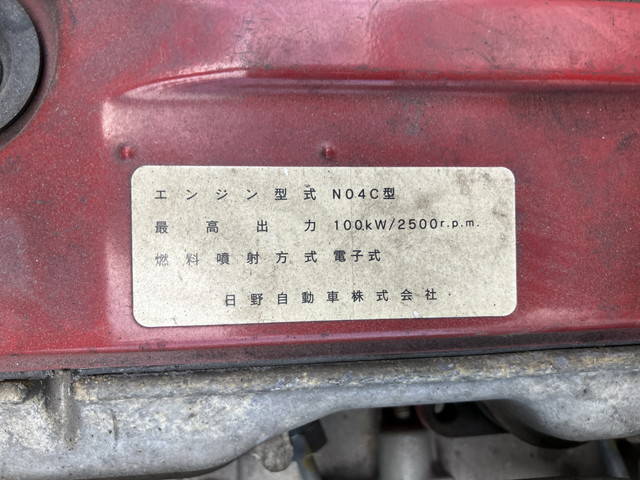 エンジン型式 N04C型
最高出力 100kW/2500r.p.m.
燃料噴射方式 電子式
日野自動車株式会社